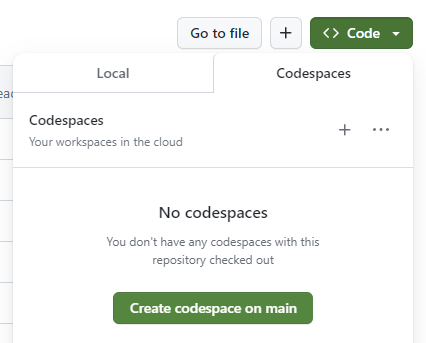 Go to file
+
<> Code
Local
Codespaces
Codespaces
Your workspaces in the cloud
+ ...
No codespaces
You don't have any codespaces with this
repository checked out
Create codespace on main